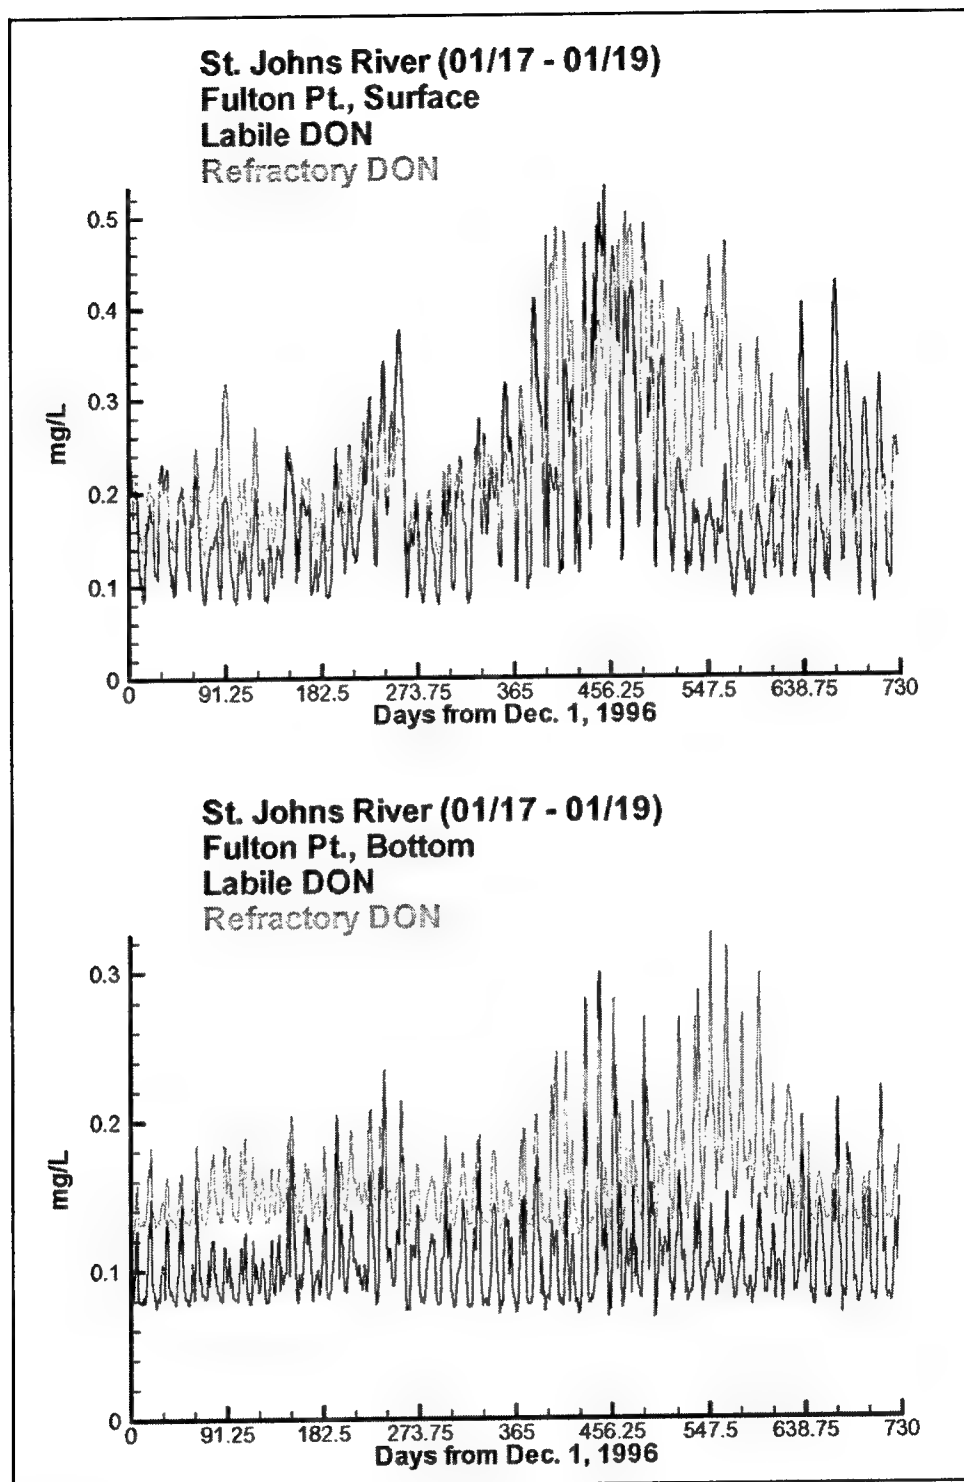 St. Johns River (01/17 - 01/19)
Fulton Pt., Surface
Labile DON
Refractory DON
0.5
0.4
0.3
0.2
0.1
0
mg/L
0 91.25 182.5 273.75 365 456.25 547.5 638.75 730
Days from Dec. 1, 1996
St. Johns River (01/17 - 01/19)
Fulton Pt., Bottom
Labile DON
Refractory DON
0.3
0.2
0.1
0
mg/L
0 91.25 182.5 273.75 365 456.25 547.5 638.75 730
Days from Dec. 1, 1996